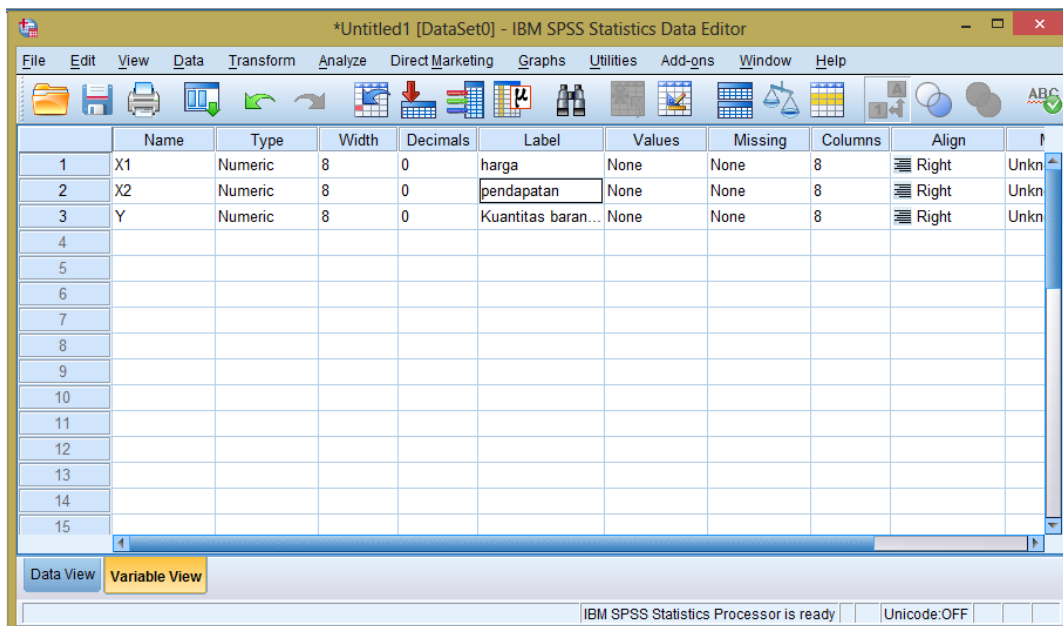 *Untitled1 [DataSet0] - IBM SPSS Statistics Data Editor
File Edit View Data Transform Analyze Direct Marketing Graphs Utilities Add-ons Window Help
Name Type Width Decimals Label Values Missing Columns Align
1 X1 Numeric 8 0 harga None None 8 Right Unkn
2 X2 Numeric 8 0 pendapatan None None 8 Right Unkn
3 Y Numeric 8 0 Kuantitas baran... None None 8 Right Unkn
4
5
6
7
8
9
10
11
12
13
14
15
Data View Variable View
IBM SPSS Statistics Processor is ready Unicode:OFF